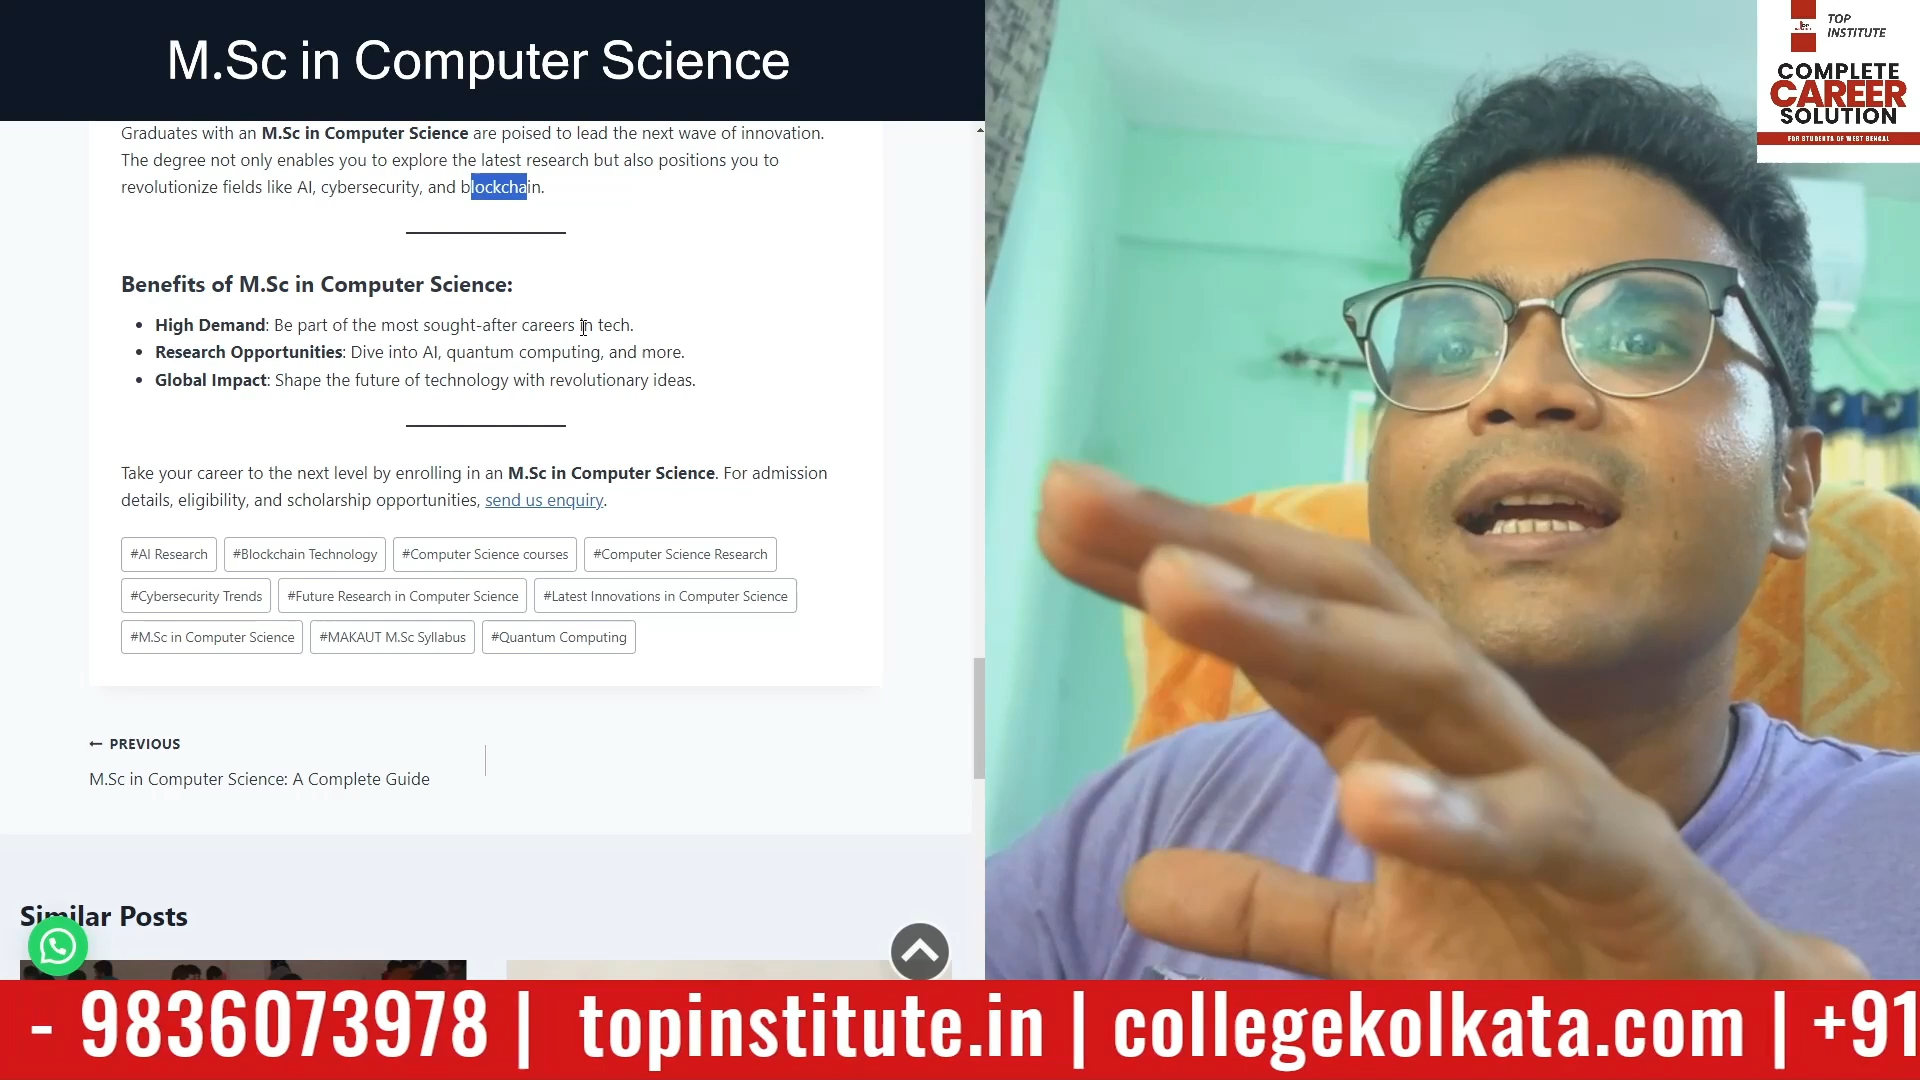 M.Sc in Computer Science
Graduates with an M.Sc in Computer Science are poised to lead the next wave of innovation.
The degree not only enables you to explore the latest research but also positions you to
revolutionize fields like AI, cybersecurity, and blockchain.
Benefits of M.Sc in Computer Science:
High Demand: Be part of the most sought-after careers in tech.
Research Opportunities: Dive into AI, quantum computing, and more.
Global Impact: Shape the future of technology with revolutionary ideas.
Take your career to the next level by enrolling in an M.Sc in Computer Science. For admission
details, eligibility, and scholarship opportunities, send us enquiry.
#AI Research #Blockchain Technology #Computer Science courses #Computer Science Research
#Cybersecurity Trends #Future Research in Computer Science #Latest Innovations in Computer Science
#M.Sc in Computer Science #MAKAUT M.Sc Syllabus #Quantum Computing
← PREVIOUS
M.Sc in Computer Science: A Complete Guide
Similar Posts
TOP
INSTITUTE
COMPLETE
CAREER
SOLUTION
FOR STUDENTS OF WEST BENGAL
- 9836073978 | topinstitute.in | collegekolkata.com | +91